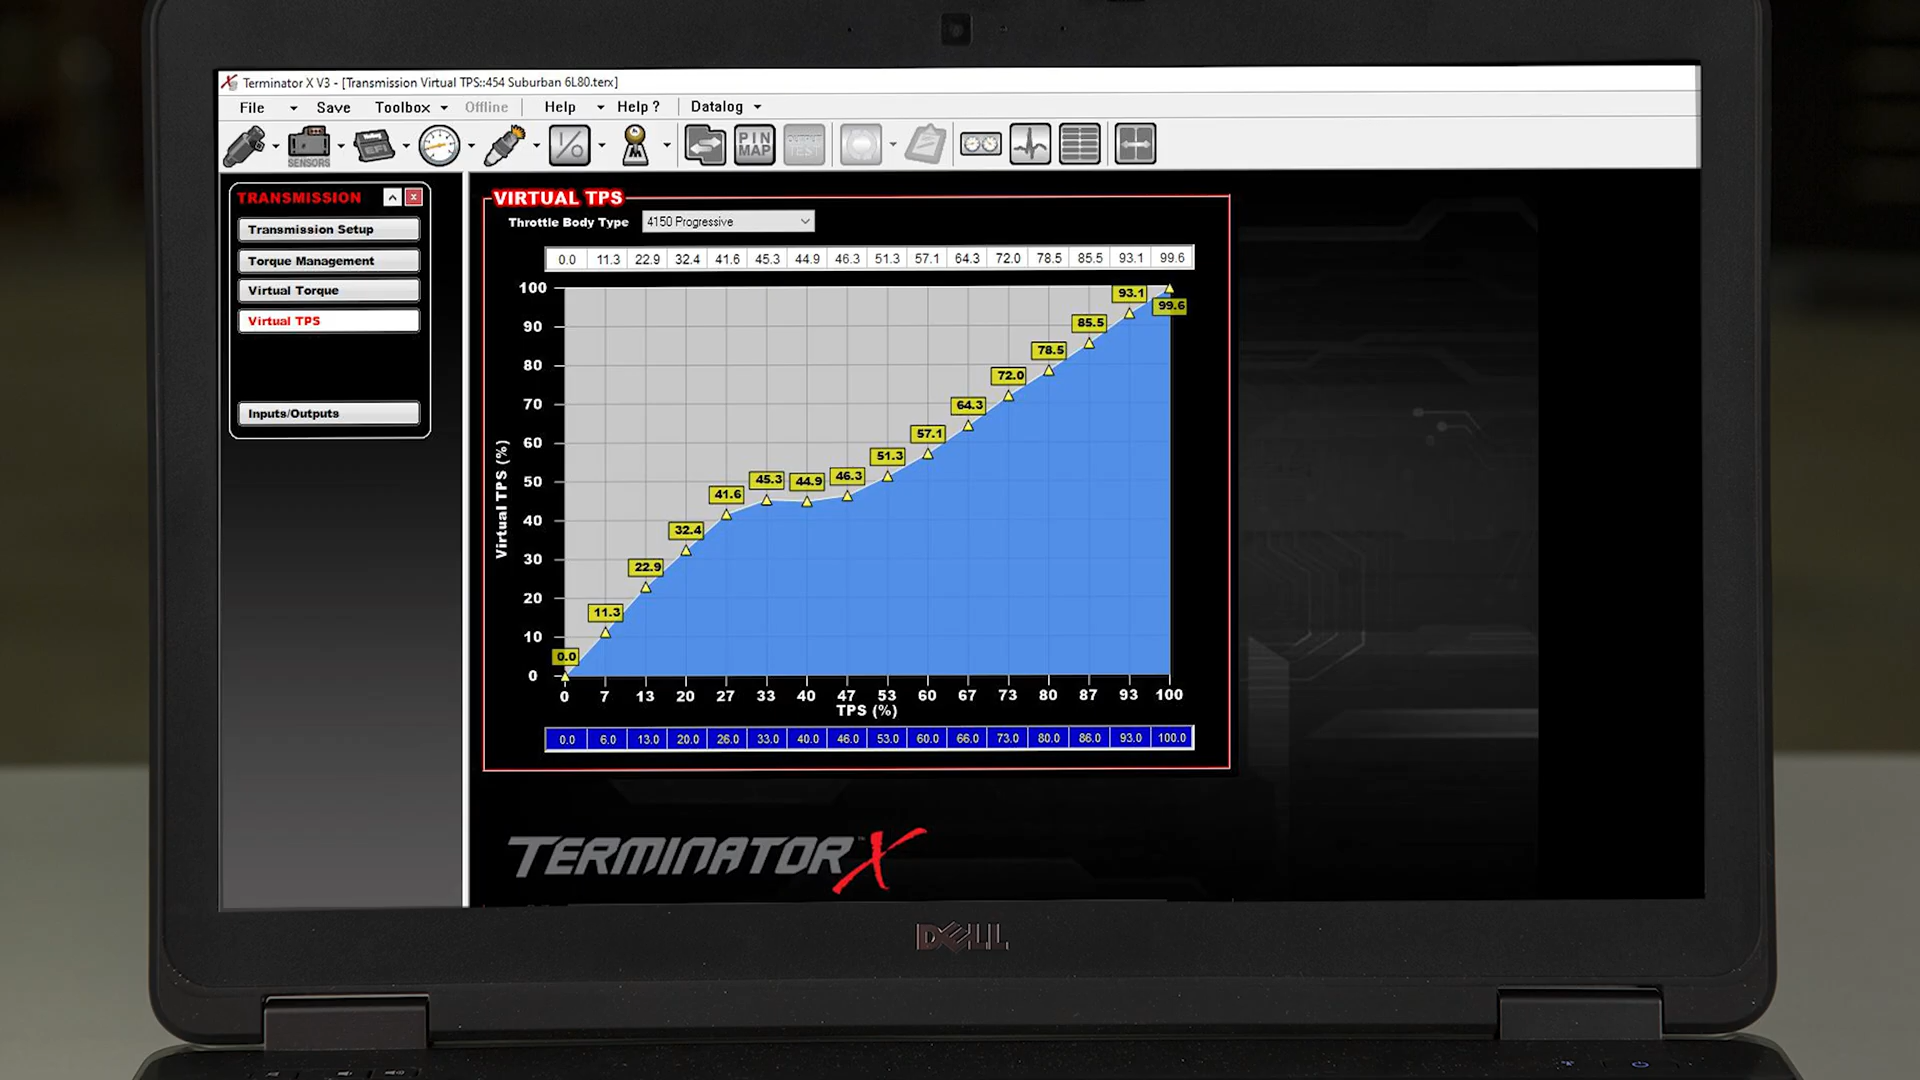 Terminator X V3 - [Transmission Virtual TPS::454 Suburban 6L80.terx]
File Save Toolbox Offline Help Help ? Datalog
SENSORS EFI I/O PIN MAP OUTPUT TEST
TRANSMISSION
Transmission Setup
Torque Management
Virtual Torque
Virtual TPS
Inputs/Outputs
VIRTUAL TPS
Throttle Body Type 4150 Progressive
0.0 11.3 22.9 32.4 41.6 45.3 44.9 46.3 51.3 57.1 64.3 72.0 78.5 85.5 93.1 99.6
Virtual TPS (%)
100
90
80
70
60
50
40
30
20
10
0
0.0 11.3 22.9 32.4 41.6 45.3 44.9 46.3 51.3 57.1 64.3 72.0 78.5 85.5 93.1 99.6
0 7 13 20 27 33 40 47 53 60 67 73 80 87 93 100
TPS (%)
0.0 6.0 13.0 20.0 26.0 33.0 40.0 46.0 53.0 60.0 66.0 73.0 80.0 86.0 93.0 100.0
TERMINATOR X
DELL